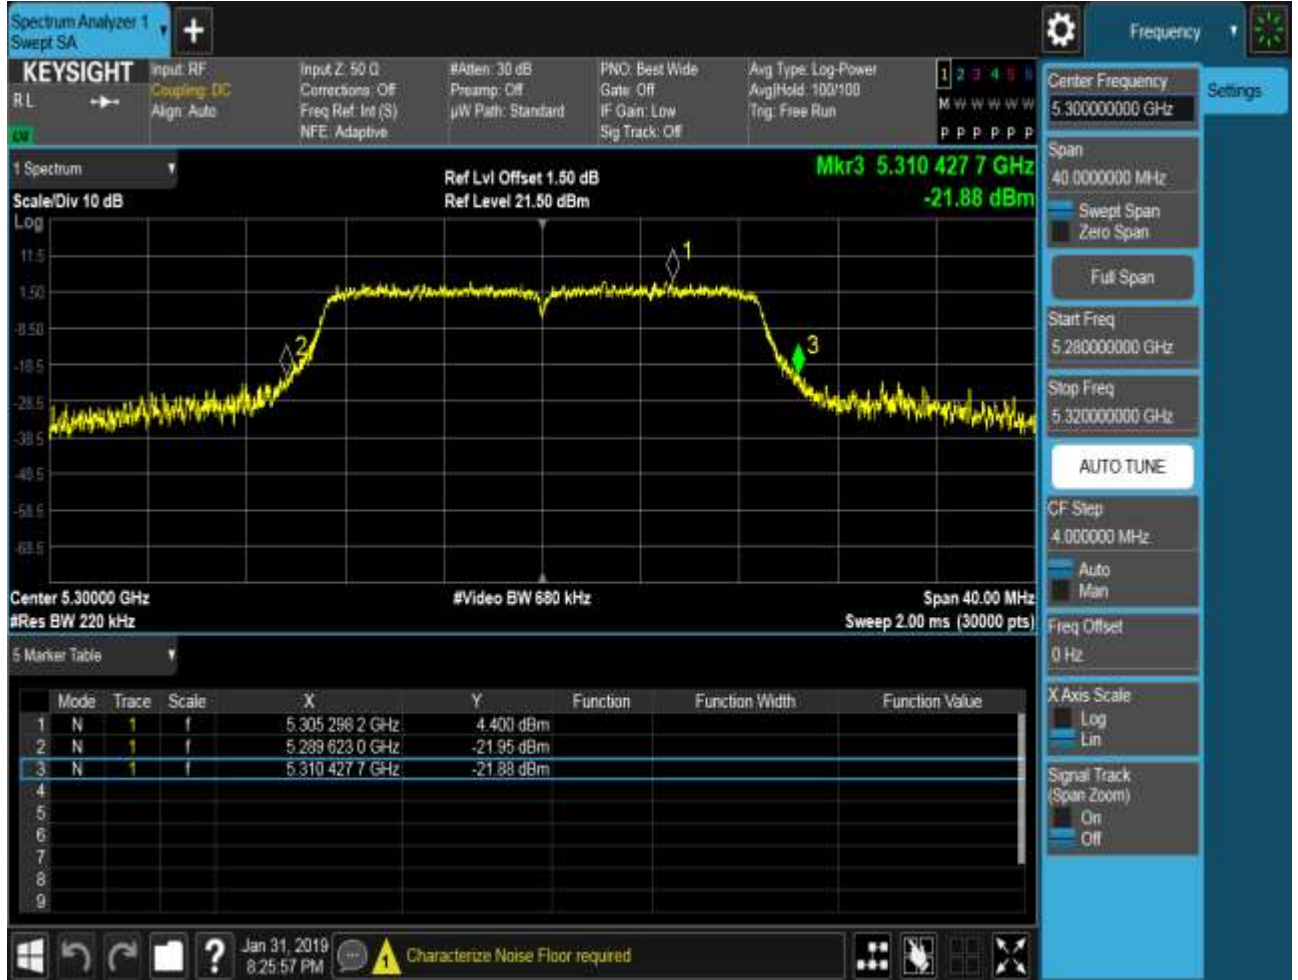 Spectrum Analyzer 1
Swept SA
Frequency
KEYSIGHT
RL
Input: RF
Coupling: DC
Align: Auto
Input Z: 50 Ω
Corrections: Off
Freq Ref: Int (S)
NFE: Adaptive
#Atten: 30 dB
Preamp: Off
µW Path: Standard
PNO: Best Wide
Gate: Off
IF Gain: Low
Sig Track: Off
Avg Type: Log-Power
Avg|Hold: 100/100
Trig: Free Run
1 2 3 4 5 6
M W W W W W
P P P P P P
1 Spectrum
Scale/Div 10 dB
Ref Lvl Offset 1.50 dB
Ref Level 21.50 dBm
Mkr3 5.310 427 7 GHz
-21.88 dBm
Log
11.5
1.50
-8.50
-18.5
-28.5
-38.5
-48.5
-58.5
-68.5
1
2
3
Center 5.30000 GHz
#Video BW 680 kHz
Span 40.00 MHz
#Res BW 220 kHz
Sweep 2.00 ms (30000 pts)
5 Marker Table
Mode Trace Scale X Y Function Function Width Function Value
1 N 1 f 5.305 298 2 GHz 4.400 dBm
2 N 1 f 5.289 623 0 GHz -21.95 dBm
3 N 1 f 5.310 427 7 GHz -21.88 dBm
4
5
6
7
8
9
Settings
Center Frequency
5.300000000 GHz
Span
40.0000000 MHz
Swept Span
Zero Span
Full Span
Start Freq
5.280000000 GHz
Stop Freq
5.320000000 GHz
AUTO TUNE
CF Step
4.000000 MHz
Auto
Man
Freq Offset
0 Hz
X Axis Scale
Log
Lin
Signal Track
(Span Zoom)
On
Off
?
Jan 31, 2019
8:25:57 PM
1
Characterize Noise Floor required